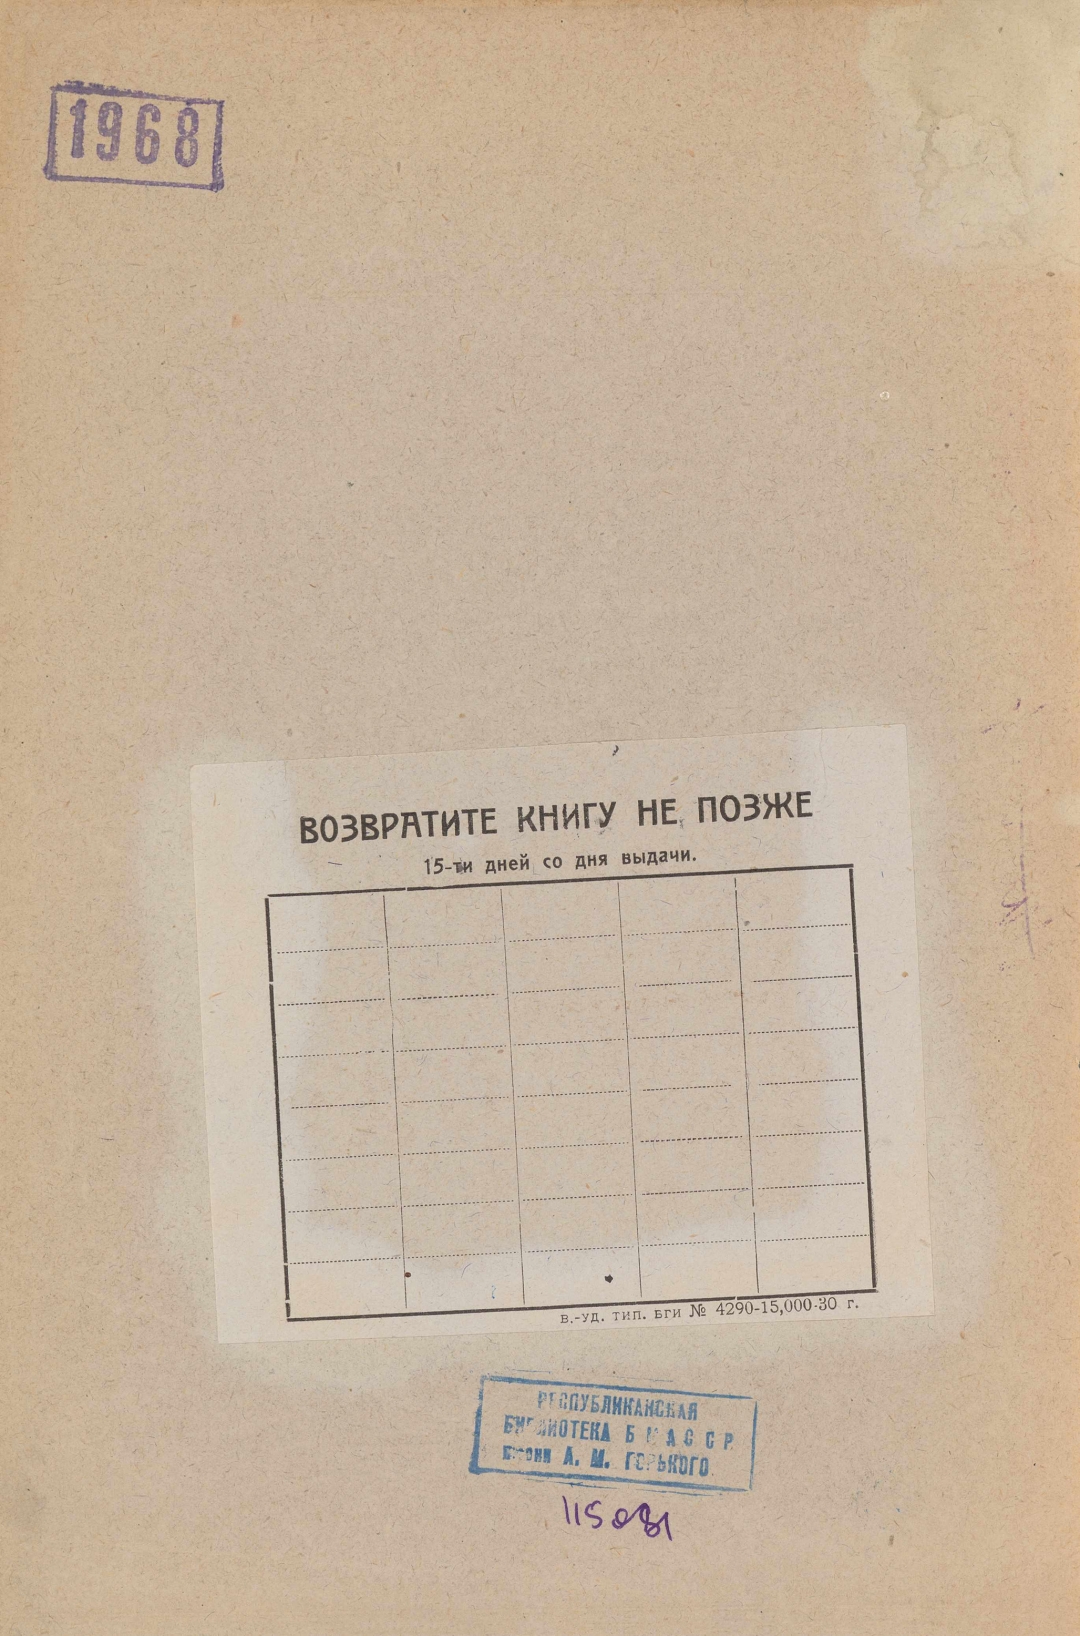 1968
ВОЗВРАТИТЕ КНИГУ НЕ ПОЗЖЕ
15-ти дней со дня выдачи.
В.-УД. ТИП. БГИ № 4290-15,000-30 г.
РЕСПУБЛИКАНСКАЯ
БИБЛИОТЕКА БМАССР
имени А. М. ГОРЬКОГО